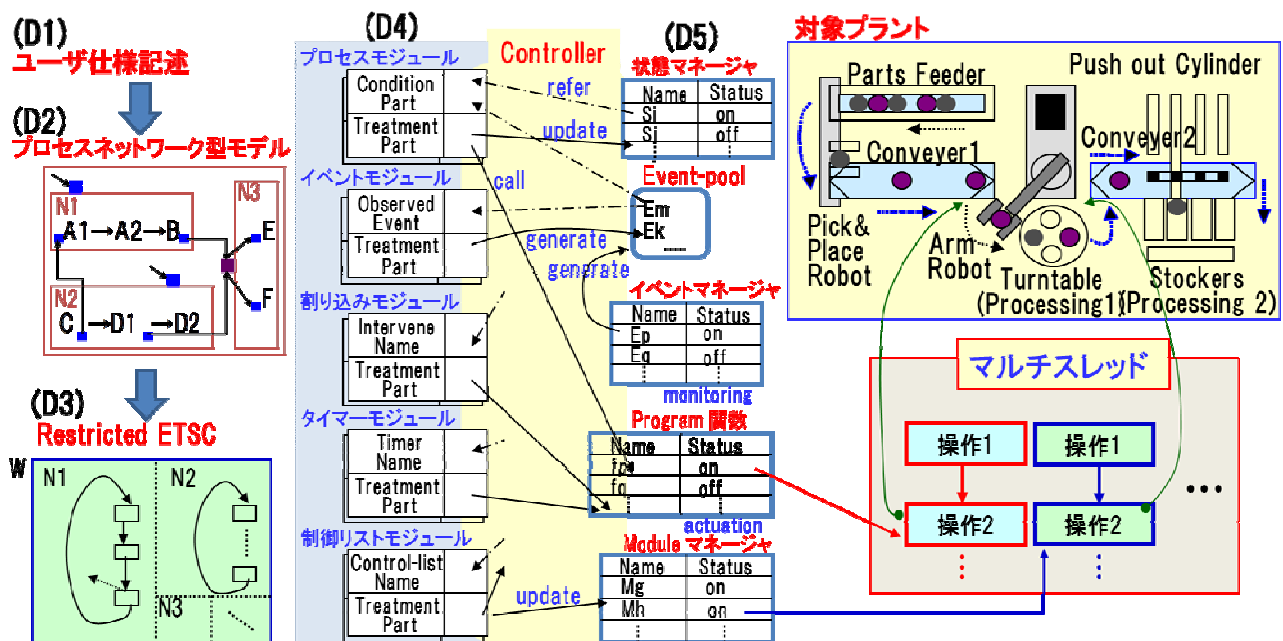 (D1)
ユーザ仕様記述
(D2)
プロセスネットワーク型モデル
N1
N3
A1→A2→B
E
N2
F
C →D1 →D2
(D3)
Restricted ETSC
W
N1
N2
N3
(D4)
プロセスモジュール
Condition
Part
Treatment
Part
イベントモジュール
Observed
Event
Treatment
Part
割り込みモジュール
Intervene
Name
Treatment
Part
タイマーモジュール
Timer
Name
Treatment
Part
制御リストモジュール
Control-list
Name
Treatment
Part
Controller
refer
update
call
generate
generate
update
(D5)
状態マネージャ
Name Status
Si on
Sj off
Event-pool
Em
Ek
イベントマネージャ
Name Status
Ep on
Eq off
monitoring
Program 関数
Name Status
fp on
fq off
actuation
Module マネージャ
Name Status
Mg on
Mh on
対象プラント
Parts Feeder
Push out Cylinder
Conveyer1
Conveyer2
Pick&
Place
Robot
Arm
Robot
Turntable
(Processing1)
Stockers
(Processing 2)
マルチスレッド
操作1
操作1
操作2
操作2